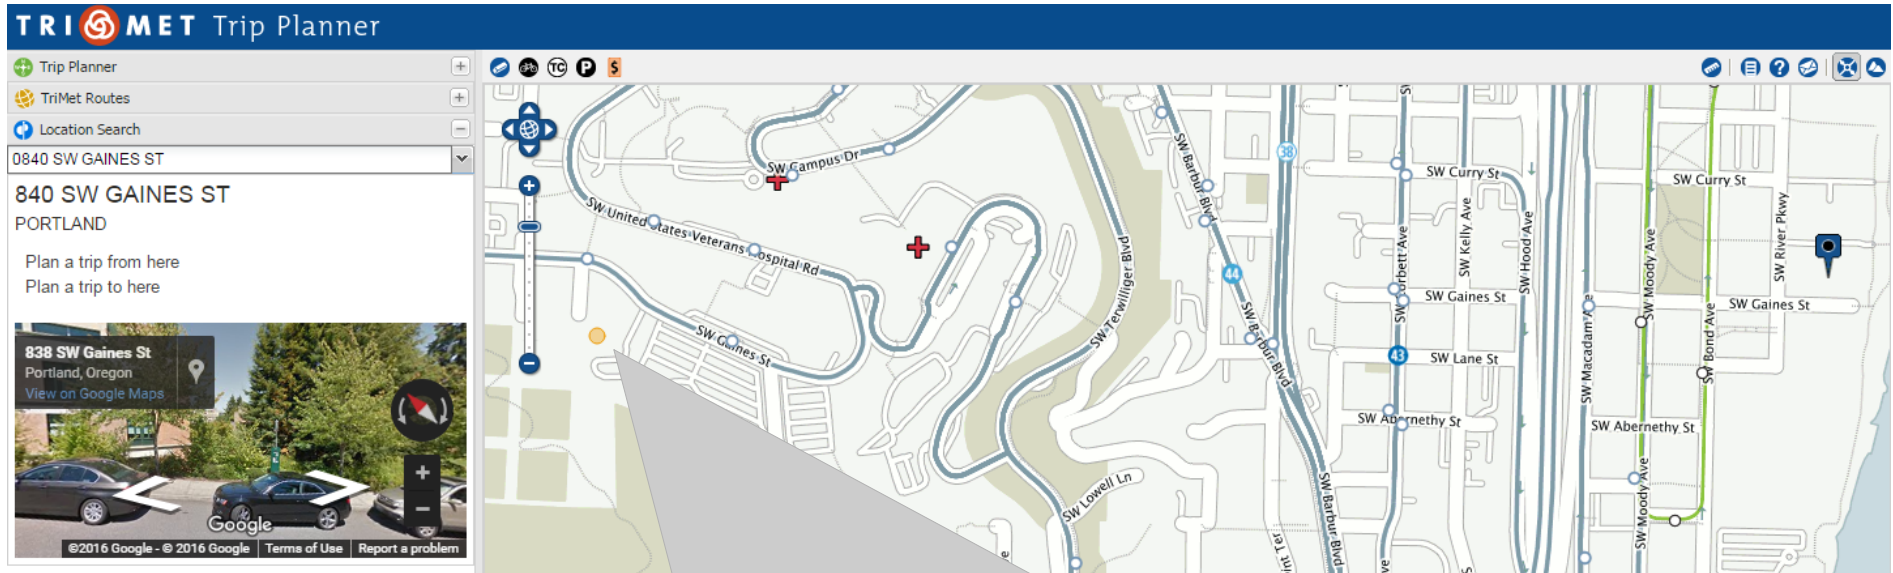 TRIMET Trip Planner
Trip Planner
TriMet Routes
Location Search
0840 SW GAINES ST
840 SW GAINES ST
PORTLAND
Plan a trip from here
Plan a trip to here
838 SW Gaines St
Portland, Oregon
View on Google Maps
Google
©2016 Google - © 2016 Google
Terms of Use
Report a problem
TC
P
$
?
SW Campus Dr
SW United States Veterans Hospital Rd
SW Gaines St
SW Terwilliger Blvd
SW Lowell Ln
SW Barbur Blvd
SW Barbur Blvd
SW Barbur Blvd
38
44
43
SW Curry St
SW Corbett Ave
SW Kelly Ave
SW Hood Ave
SW Gaines St
SW Lane St
SW Abernethy St
SW Macadam Ave
SW Moody Ave
SW Moody Ave
SW Bond Ave
SW River Pkwy
SW Curry St
SW Gaines St
SW Abernethy St